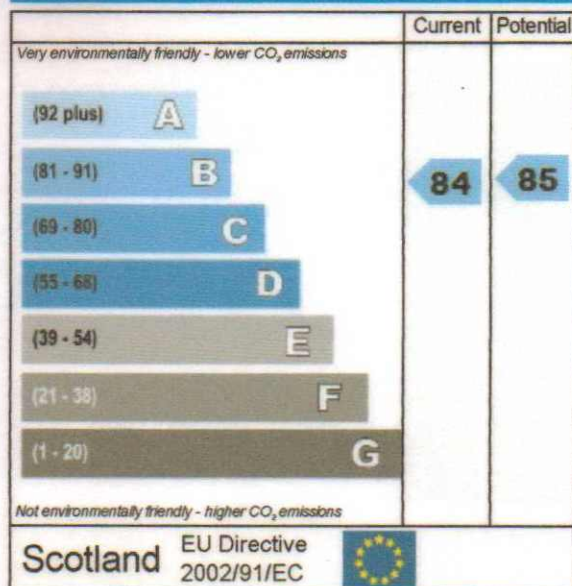 Current Potential
Very environmentally friendly - lower CO₂ emissions
(92 plus) A
(81 - 91) B 84 85
(69 - 80) C
(55 - 68) D
(39 - 54) E
(21 - 38) F
(1 - 20) G
Not environmentally friendly - higher CO₂ emissions
Scotland EU Directive
2002/91/EC